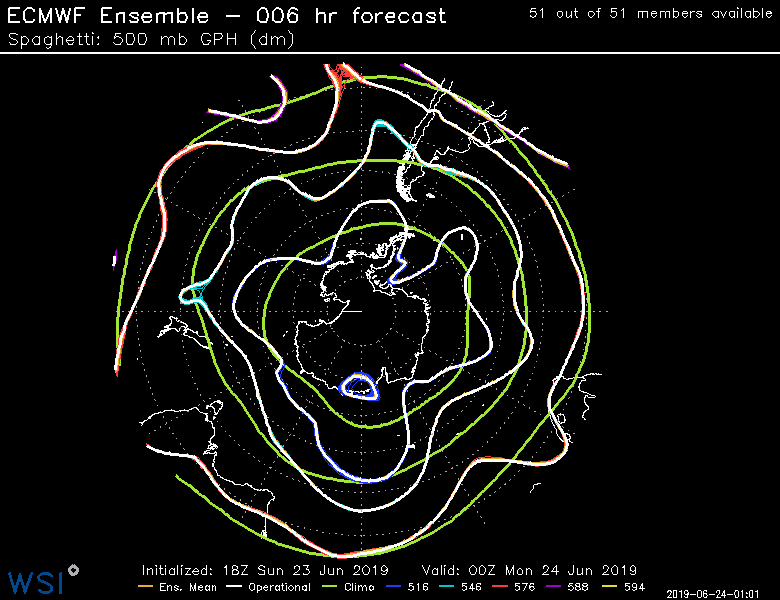 ECMWF Ensemble – 006 hr forecast
51 out of 51 members available
Spaghetti: 500 mb GPH (dm)
Initialized: 18Z Sun 23 Jun 2019 Valid: 00Z Mon 24 Jun 2019
Ens. Mean Operational Climo 516 546 576 588 594
WSI
2019-06-24-01:01